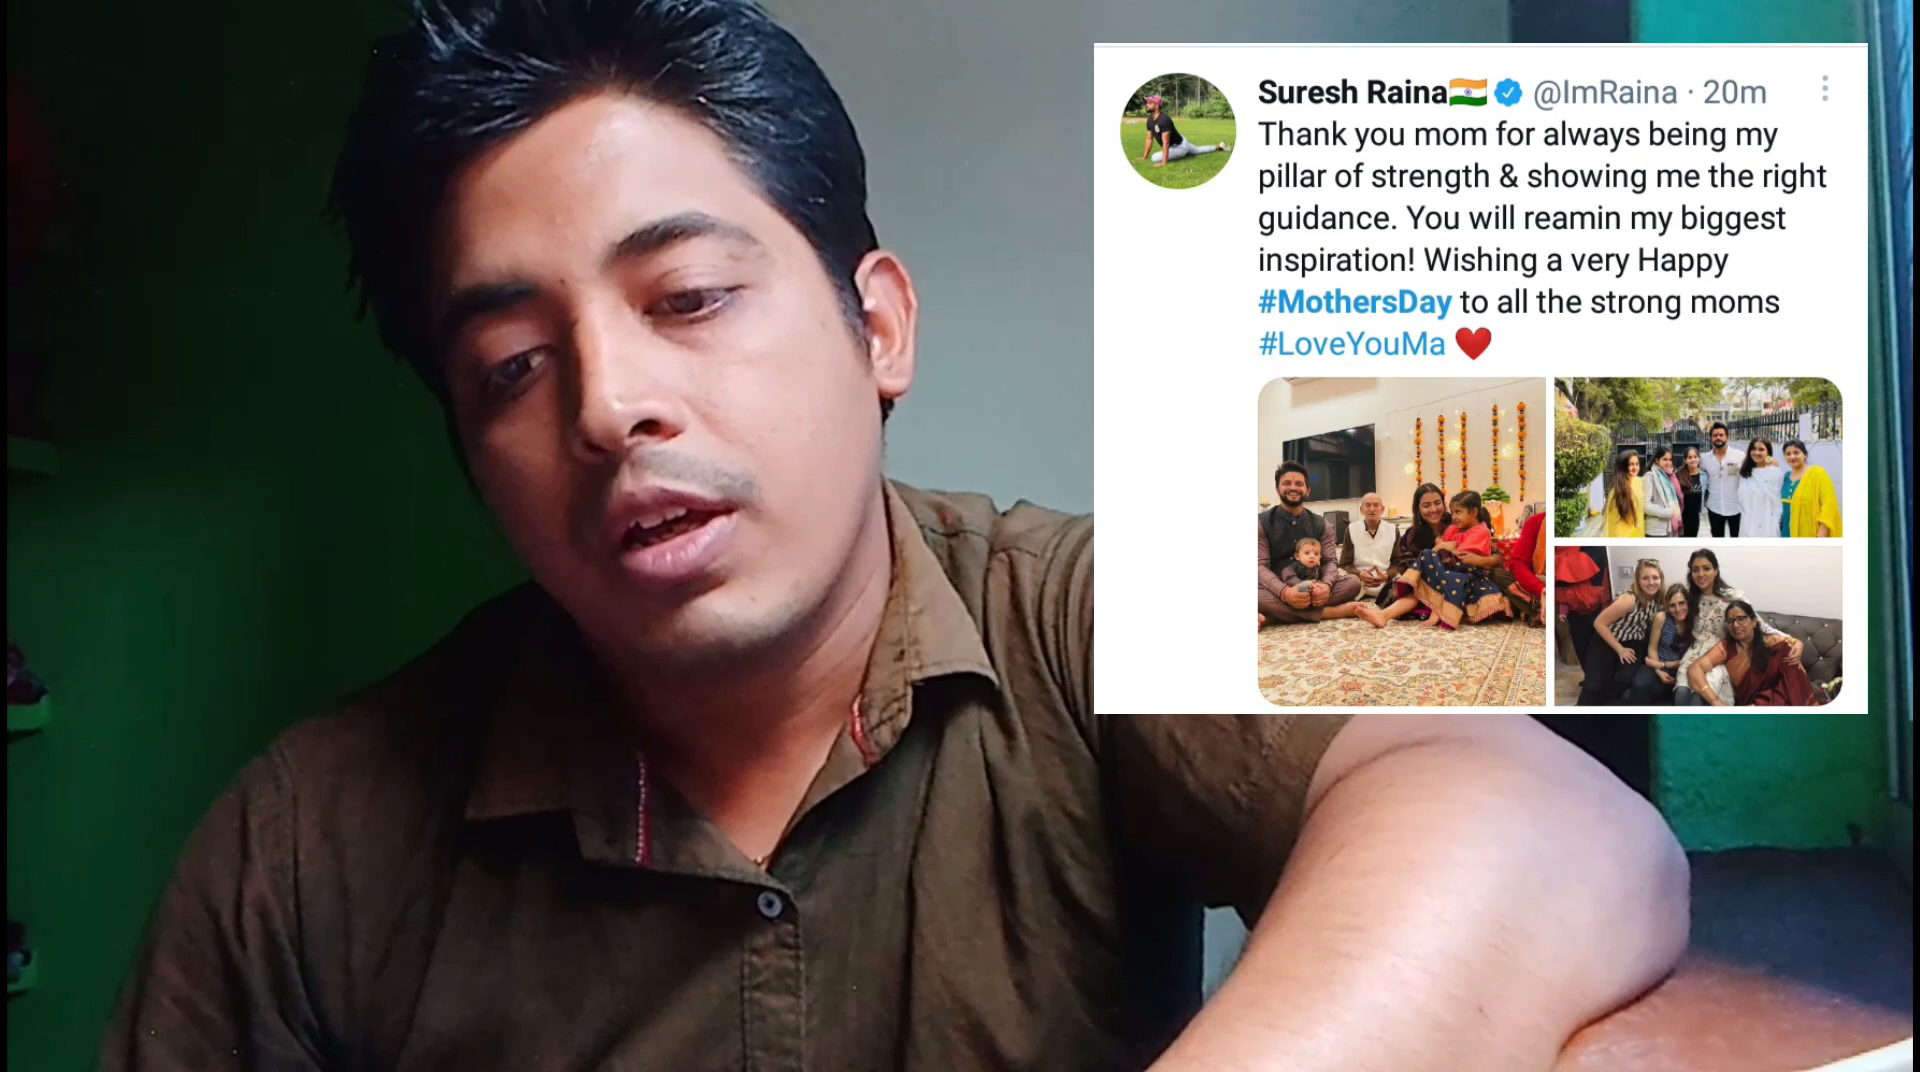 Suresh Raina🇮🇳 @ImRaina · 20m
Thank you mom for always being my
pillar of strength & showing me the right
guidance. You will reamin my biggest
inspiration! Wishing a very Happy
#MothersDay to all the strong moms
#LoveYouMa ❤️